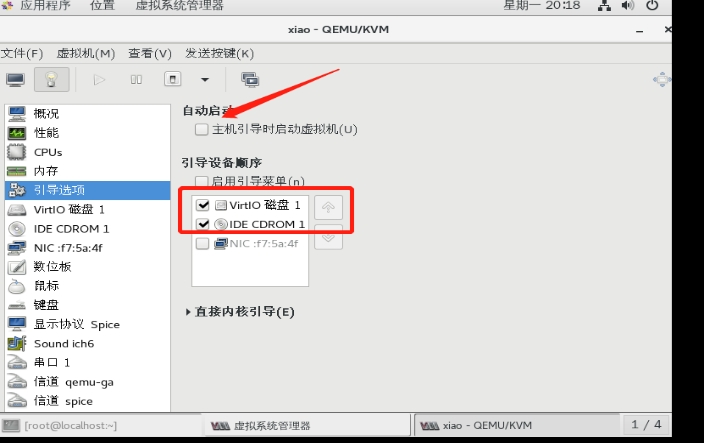 应用程序 位置 虚拟系统管理器 星期一 20:18
xiao - QEMU/KVM
文件(F) 虚拟机(M) 查看(V) 发送按键(K)
概况
性能
CPUs
内存
引导选项
VirtIO 磁盘 1
IDE CDROM 1
NIC :f7:5a:4f
数位板
鼠标
键盘
显示协议 Spice
Sound ich6
串口 1
信道 qemu-ga
信道 spice
自动启动
主机引导时启动虚拟机(U)
引导设备顺序
启用引导菜单(n)
VirtIO 磁盘 1
IDE CDROM 1
NIC :f7:5a:4f
直接内核引导(E)
[root@localhost:~] 虚拟系统管理器 xiao - QEMU/KVM 1 / 4